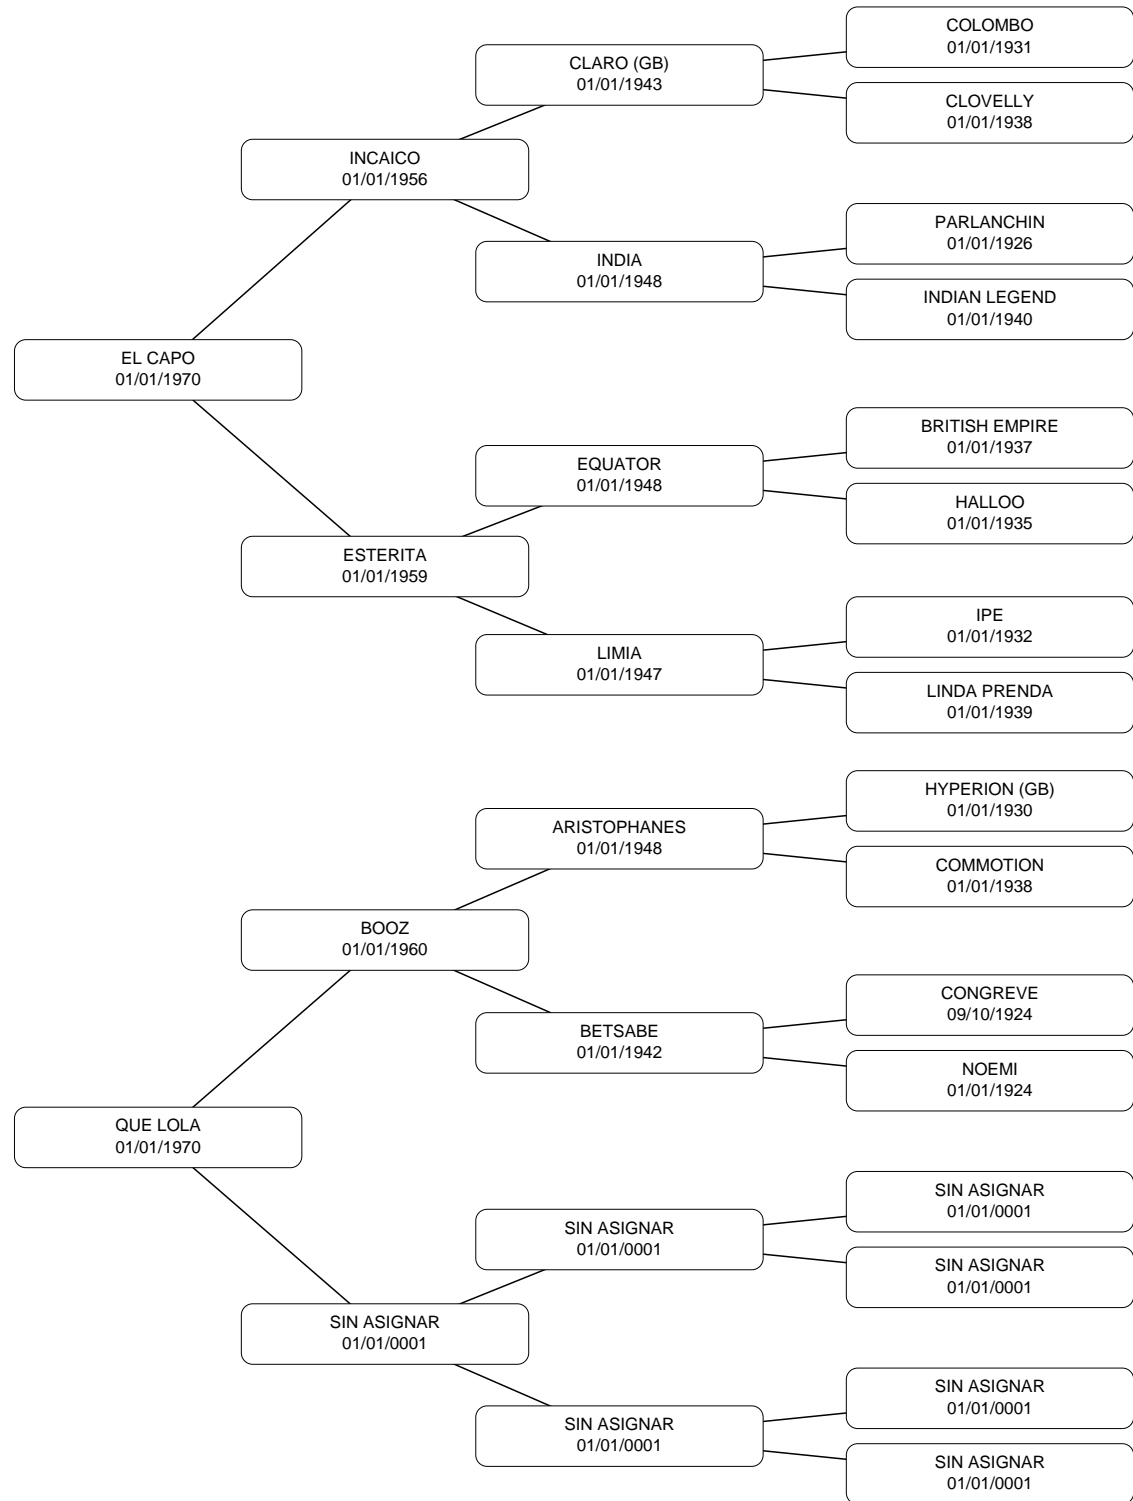 COLOMBO
01/01/1931
CLARO (GB)
01/01/1943
CLOVELLY
01/01/1938
INCAICO
01/01/1956
PARLANCHIN
01/01/1926
INDIA
01/01/1948
INDIAN LEGEND
01/01/1940
EL CAPO
01/01/1970
BRITISH EMPIRE
01/01/1937
EQUATOR
01/01/1948
HALLOO
01/01/1935
ESTERITA
01/01/1959
IPE
01/01/1932
LIMIA
01/01/1947
LINDA PRENDA
01/01/1939
HYPERION (GB)
01/01/1930
ARISTOPHANES
01/01/1948
COMMOTION
01/01/1938
BOOZ
01/01/1960
CONGREVE
09/10/1924
BETSABE
01/01/1942
NOEMI
01/01/1924
QUE LOLA
01/01/1970
SIN ASIGNAR
01/01/0001
SIN ASIGNAR
01/01/0001
SIN ASIGNAR
01/01/0001
SIN ASIGNAR
01/01/0001
SIN ASIGNAR
01/01/0001
SIN ASIGNAR
01/01/0001
SIN ASIGNAR
01/01/0001